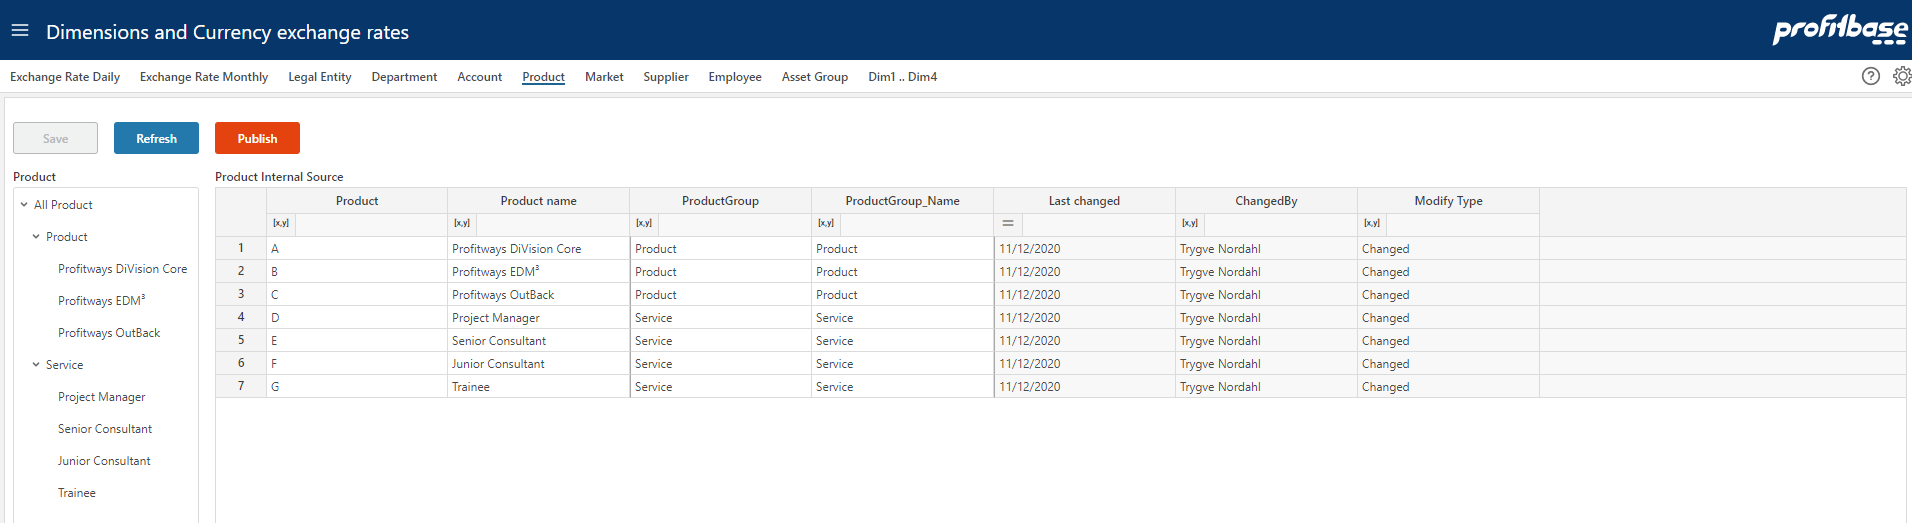 Dimensions and Currency exchange rates
profitbase
Exchange Rate Daily Exchange Rate Monthly Legal Entity Department Account Product Market Supplier Employee Asset Group Dim1 .. Dim4
Save Refresh Publish
Product
All Product
Product
Profitways DiVision Core
Profitways EDM³
Profitways OutBack
Service
Project Manager
Senior Consultant
Junior Consultant
Trainee
Product Internal Source
Product Product name ProductGroup ProductGroup_Name Last changed ChangedBy Modify Type
[x,y] [x,y] [x,y] [x,y] = [x,y] [x,y]
1 A Profitways DiVision Core Product Product 11/12/2020 Trygve Nordahl Changed
2 B Profitways EDM³ Product Product 11/12/2020 Trygve Nordahl Changed
3 C Profitways OutBack Product Product 11/12/2020 Trygve Nordahl Changed
4 D Project Manager Service Service 11/12/2020 Trygve Nordahl Changed
5 E Senior Consultant Service Service 11/12/2020 Trygve Nordahl Changed
6 F Junior Consultant Service Service 11/12/2020 Trygve Nordahl Changed
7 G Trainee Service Service 11/12/2020 Trygve Nordahl Changed